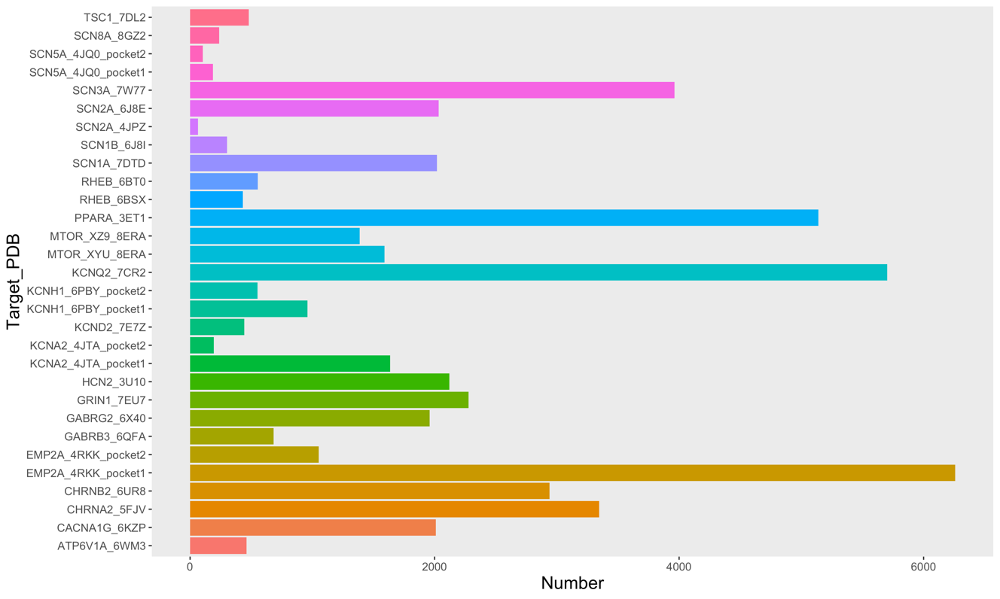 TSC1_7DL2
SCN8A_8GZ2
SCN5A_4JQ0_pocket2
SCN5A_4JQ0_pocket1
SCN3A_7W77
SCN2A_6J8E
SCN2A_4JPZ
SCN1B_6J8I
SCN1A_7DTD
RHEB_6BT0
RHEB_6BSX
PPARA_3ET1
MTOR_XZ9_8ERA
MTOR_XYU_8ERA
KCNQ2_7CR2
KCNH1_6PBY_pocket2
KCNH1_6PBY_pocket1
KCND2_7E7Z
KCNA2_4JTA_pocket2
KCNA2_4JTA_pocket1
HCN2_3U10
GRIN1_7EU7
GABRG2_6X40
GABRB3_6QFA
EMP2A_4RKK_pocket2
EMP2A_4RKK_pocket1
CHRNB2_6UR8
CHRNA2_5FJV
CACNA1G_6KZP
ATP6V1A_6WM3
Target_PDB
0 2000 4000 6000
Number